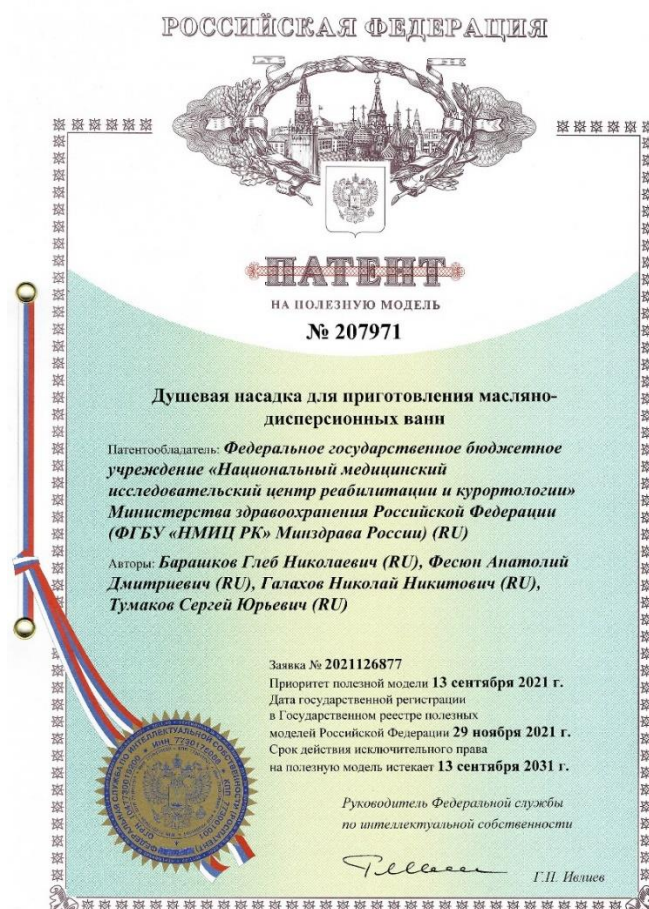 РОССИЙСКАЯ ФЕДЕРАЦИЯ
ПАТЕНТ
НА ПОЛЕЗНУЮ МОДЕЛЬ
№ 207971
Душевая насадка для приготовления масляно-
дисперсионных ванн
Патентообладатель: Федеральное государственное бюджетное
учреждение «Национальный медицинский
исследовательский центр реабилитации и курортологии»
Министерства здравоохранения Российской Федерации
(ФГБУ «НМИЦ РК» Минздрава России) (RU)
Авторы: Барашков Глеб Николаевич (RU), Фесюн Анатолий
Дмитриевич (RU), Галахов Николай Никитович (RU),
Тумаков Сергей Юрьевич (RU)
Заявка № 2021126877
Приоритет полезной модели 13 сентября 2021 г.
Дата государственной регистрации
в Государственном реестре полезных
моделей Российской Федерации 29 ноября 2021 г.
Срок действия исключительного права
на полезную модель истекает 13 сентября 2031 г.
Руководитель Федеральной службы
по интеллектуальной собственности
Г.П. Ивлиев